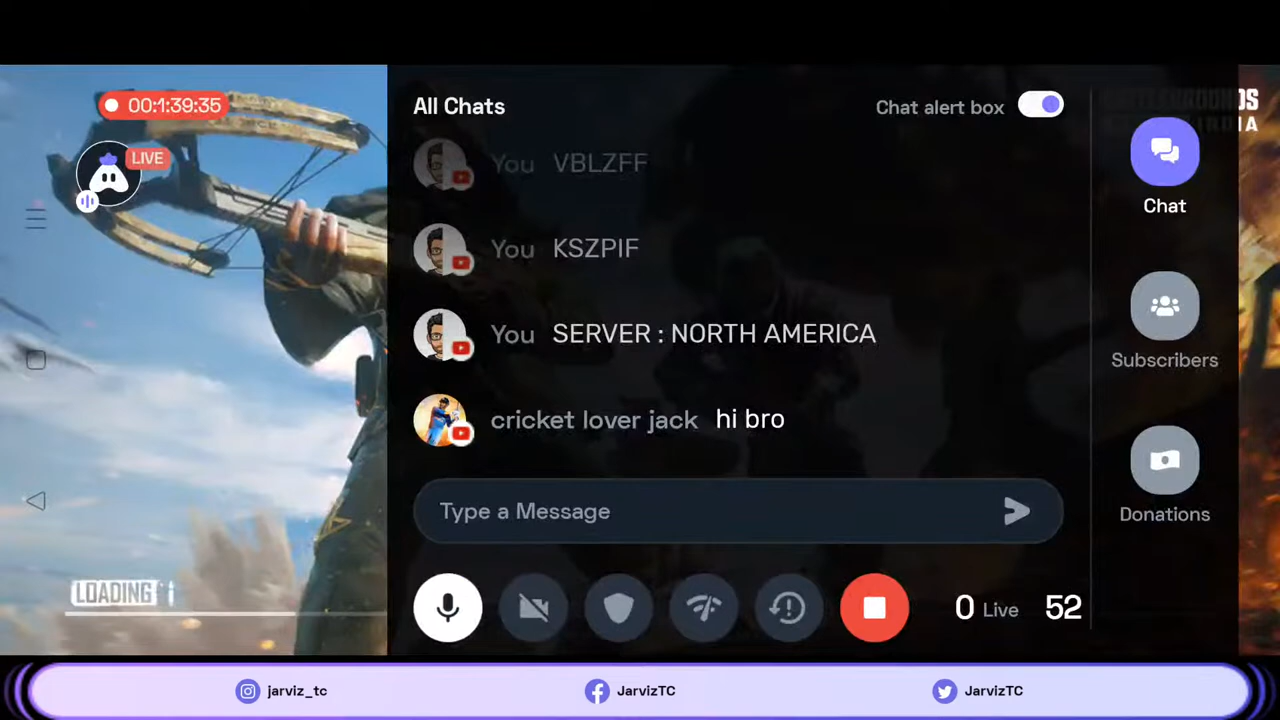 00:1:39:35
LIVE
All Chats
Chat alert box
You VBLZFF
You KSZPIF
You SERVER : NORTH AMERICA
cricket lover jack hi bro
Type a Message
0 Live 52
Chat
Subscribers
Donations
LOADING
jarviz_tc
JarvizTC
JarvizTC